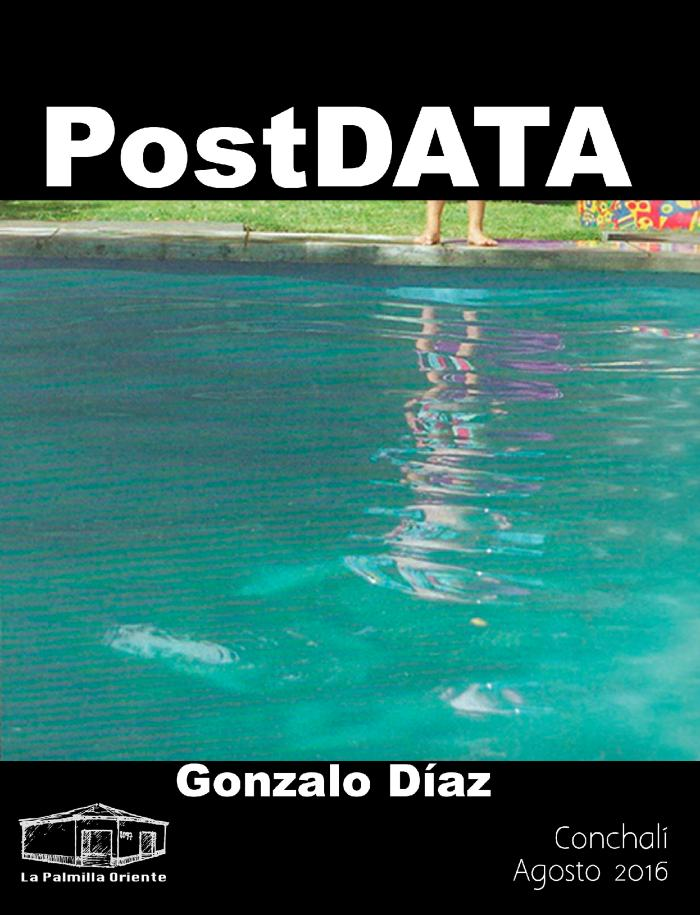 PostDATA
Gonzalo Díaz
La Palmilla Oriente
Conchalí
Agosto 2016